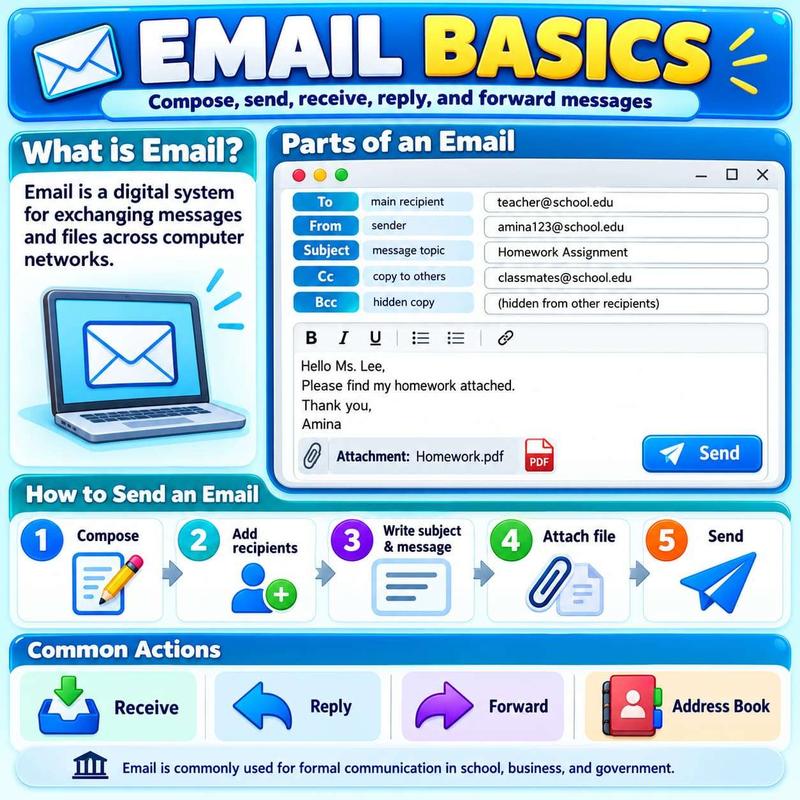 EMAIL BASICS
Compose, send, receive, reply, and forward messages
What is Email?
Email is a digital system
for exchanging messages
and files across computer
networks.
Parts of an Email
To main recipient teacher@school.edu
From sender amina123@school.edu
Subject message topic Homework Assignment
Cc copy to others classmates@school.edu
Bcc hidden copy (hidden from other recipients)
B I U
Hello Ms. Lee,
Please find my homework attached.
Thank you,
Amina
Attachment: Homework.pdf PDF Send
How to Send an Email
1 Compose
2 Add
recipients
3 Write subject
& message
4 Attach file
5 Send
Common Actions
Receive
Reply
Forward
Address Book
Email is commonly used for formal communication in school, business, and government.